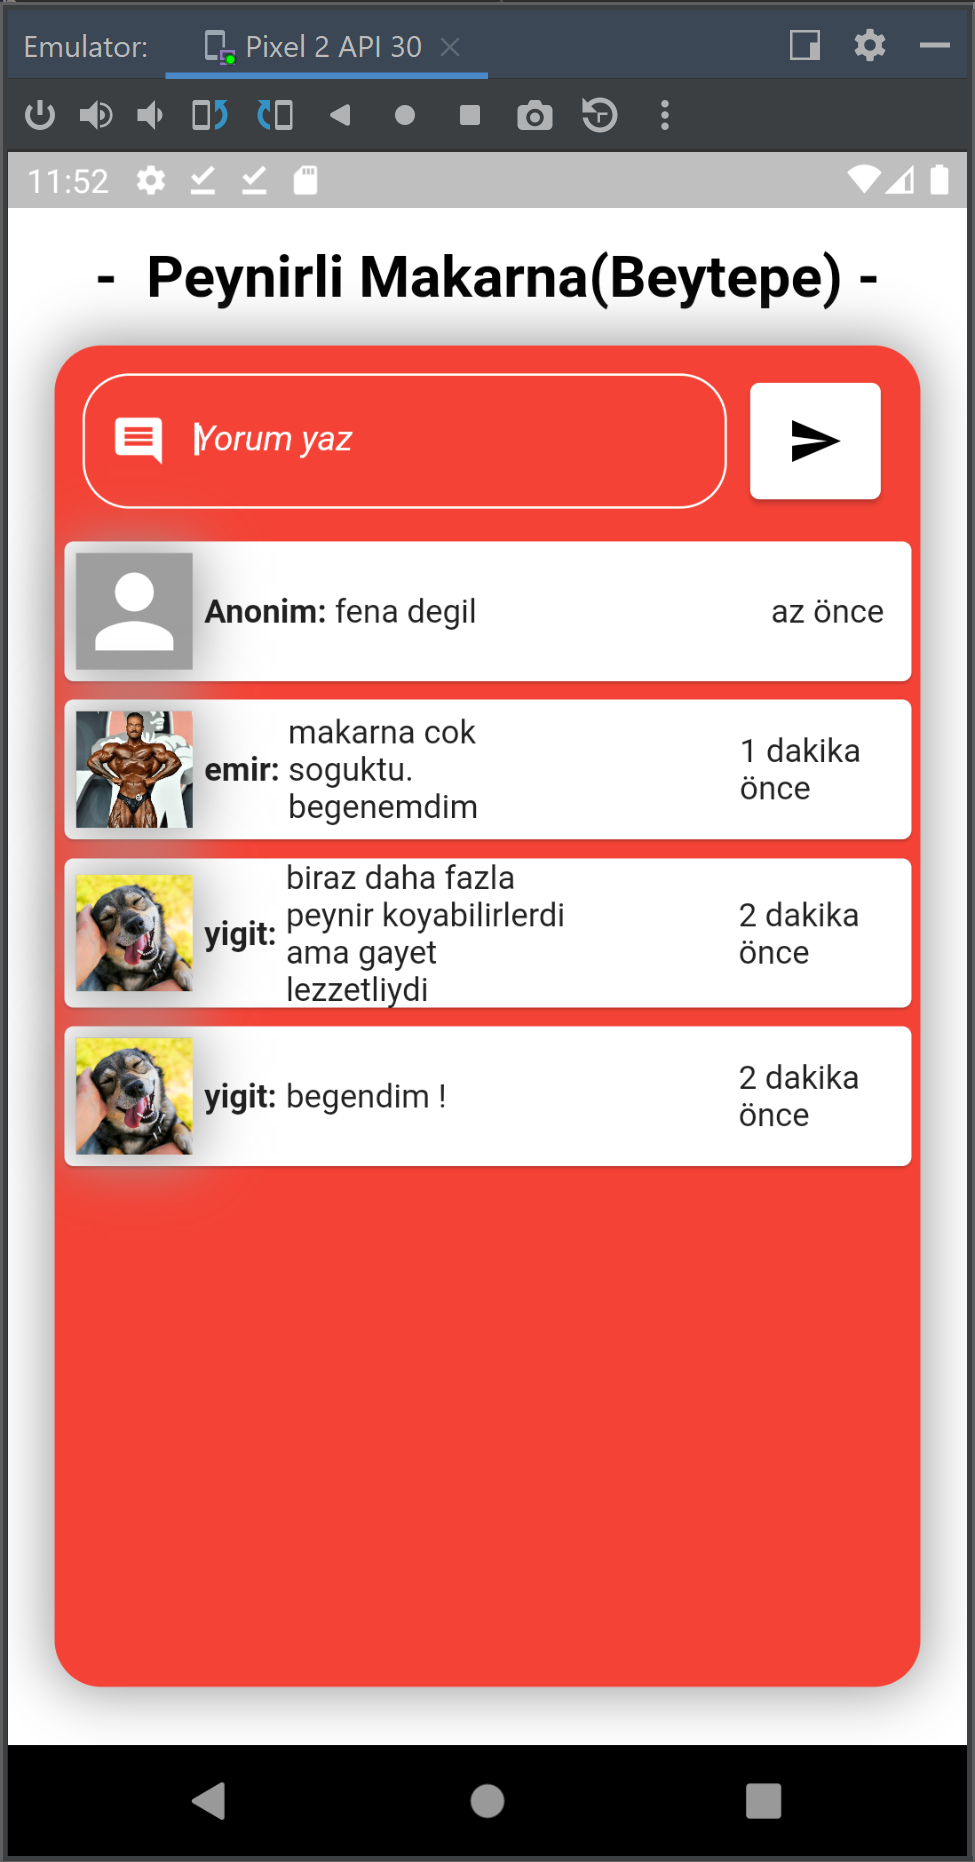 Emulator: Pixel 2 API 30
11:52
- Peynirli Makarna(Beytepe) -
Yorum yaz
Anonim: fena degil az önce
emir: makarna cok
soguktu.
begenemdim
1 dakika
önce
yigit: biraz daha fazla
peynir koyabilirlerdi
ama gayet
lezzetliydi
2 dakika
önce
yigit: begendim !
2 dakika
önce